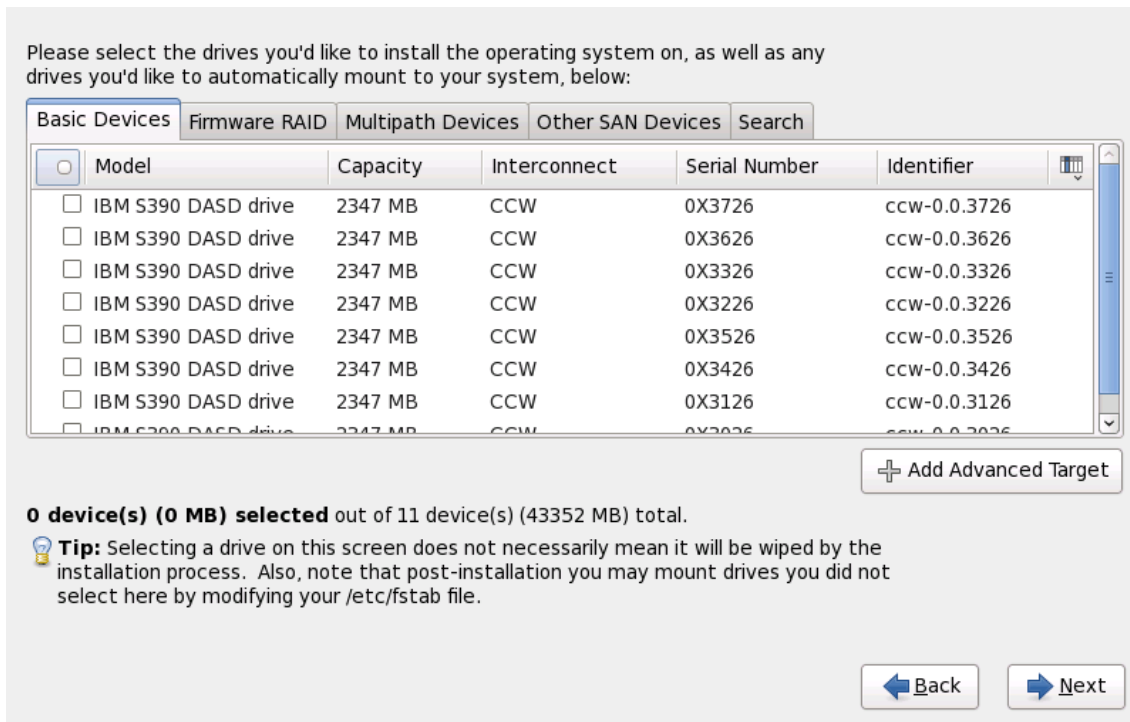 Please select the drives you'd like to install the operating system on, as well as any
drives you'd like to automatically mount to your system, below:
Basic Devices Firmware RAID Multipath Devices Other SAN Devices Search
Model Capacity Interconnect Serial Number Identifier
IBM S390 DASD drive 2347 MB CCW 0X3726 ccw-0.0.3726
IBM S390 DASD drive 2347 MB CCW 0X3626 ccw-0.0.3626
IBM S390 DASD drive 2347 MB CCW 0X3326 ccw-0.0.3326
IBM S390 DASD drive 2347 MB CCW 0X3226 ccw-0.0.3226
IBM S390 DASD drive 2347 MB CCW 0X3526 ccw-0.0.3526
IBM S390 DASD drive 2347 MB CCW 0X3426 ccw-0.0.3426
IBM S390 DASD drive 2347 MB CCW 0X3126 ccw-0.0.3126
IBM S390 DASD drive 2347 MB CCW
Add Advanced Target
0 device(s) (0 MB) selected out of 11 device(s) (43352 MB) total.
Tip: Selecting a drive on this screen does not necessarily mean it will be wiped by the
installation process. Also, note that post-installation you may mount drives you did not
select here by modifying your /etc/fstab file.
Back Next